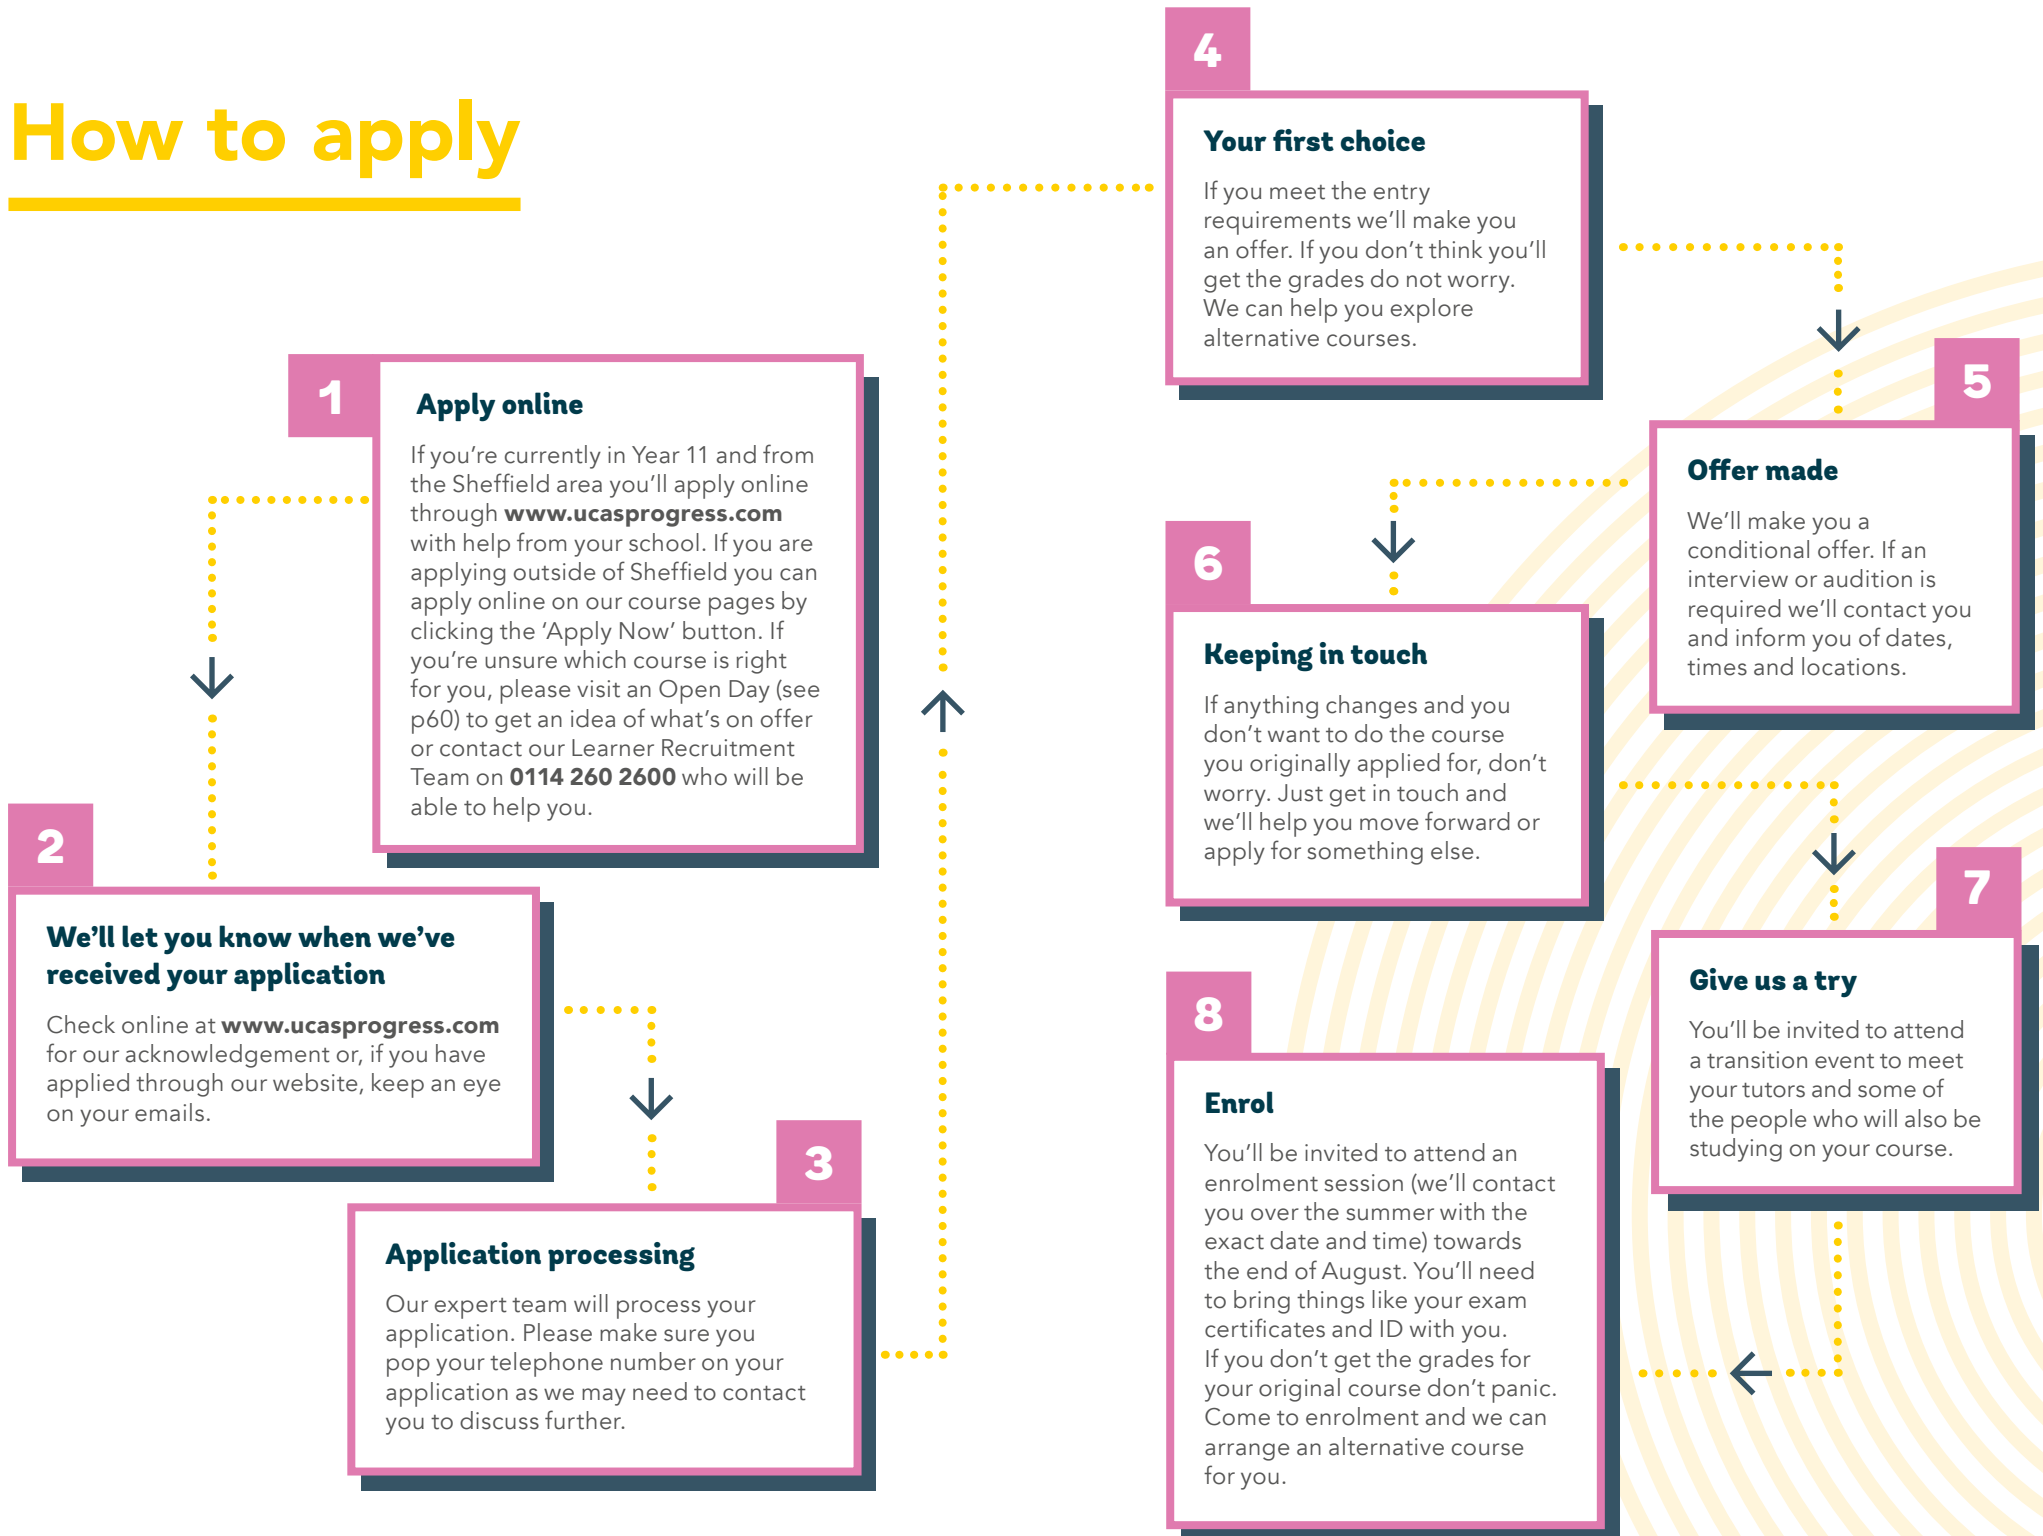 How to apply
1
Apply online
If you’re currently in Year 11 and from
the Sheffield area you’ll apply online
through www.ucasprogress.com
with help from your school. If you are
applying outside of Sheffield you can
apply online on our course pages by
clicking the ‘Apply Now’ button. If
you’re unsure which course is right
for you, please visit an Open Day (see
p60) to get an idea of what’s on offer
or contact our Learner Recruitment
Team on 0114 260 2600 who will be
able to help you.
2
We’ll let you know when we’ve
received your application
Check online at www.ucasprogress.com
for our acknowledgement or, if you have
applied through our website, keep an eye
on your emails.
3
Application processing
Our expert team will process your
application. Please make sure you
pop your telephone number on your
application as we may need to contact
you to discuss further.
4
Your first choice
If you meet the entry
requirements we’ll make you
an offer. If you don’t think you’ll
get the grades do not worry.
We can help you explore
alternative courses.
5
Offer made
We’ll make you a
conditional offer. If an
interview or audition is
required we’ll contact you
and inform you of dates,
times and locations.
6
Keeping in touch
If anything changes and you
don’t want to do the course
you originally applied for, don’t
worry. Just get in touch and
we’ll help you move forward or
apply for something else.
7
Give us a try
You’ll be invited to attend
a transition event to meet
your tutors and some of
the people who will also be
studying on your course.
8
Enrol
You’ll be invited to attend an
enrolment session (we’ll contact
you over the summer with the
exact date and time) towards
the end of August. You’ll need
to bring things like your exam
certificates and ID with you.
If you don’t get the grades for
your original course don’t panic.
Come to enrolment and we can
arrange an alternative course
for you.